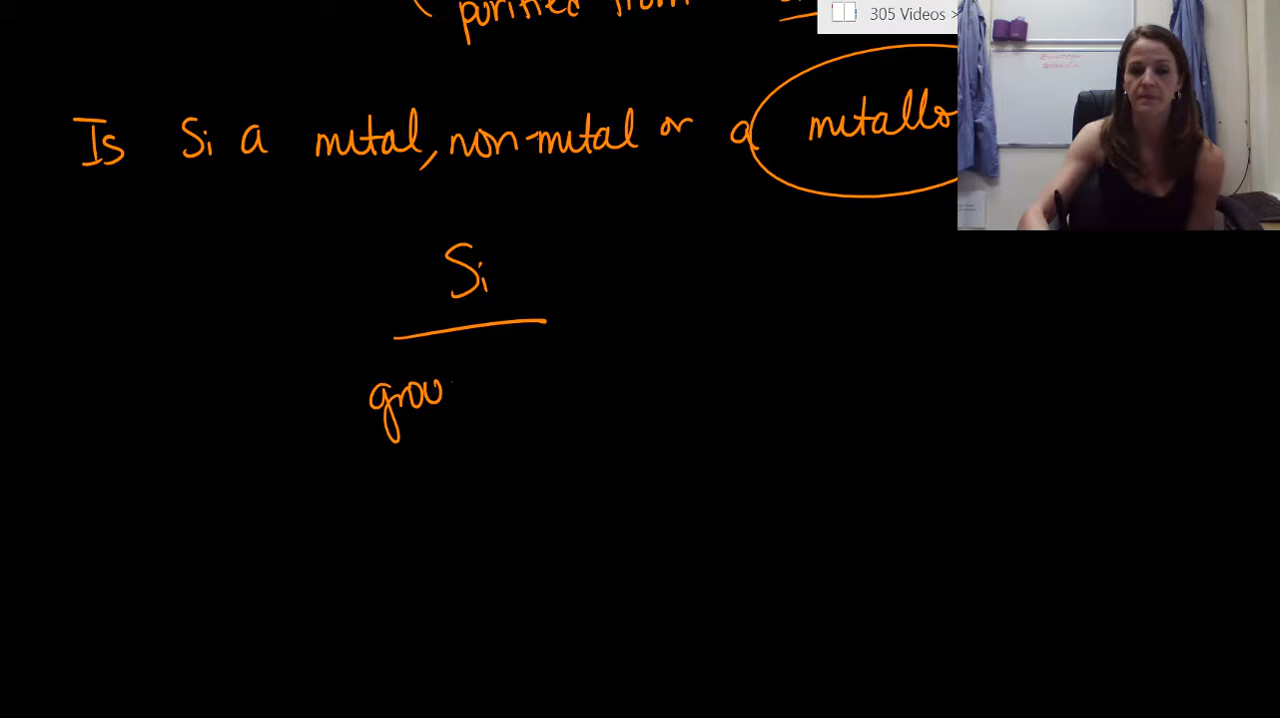 purified from
305 Videos >
Is Si a metal, non-metal or a metallo
Si
grou